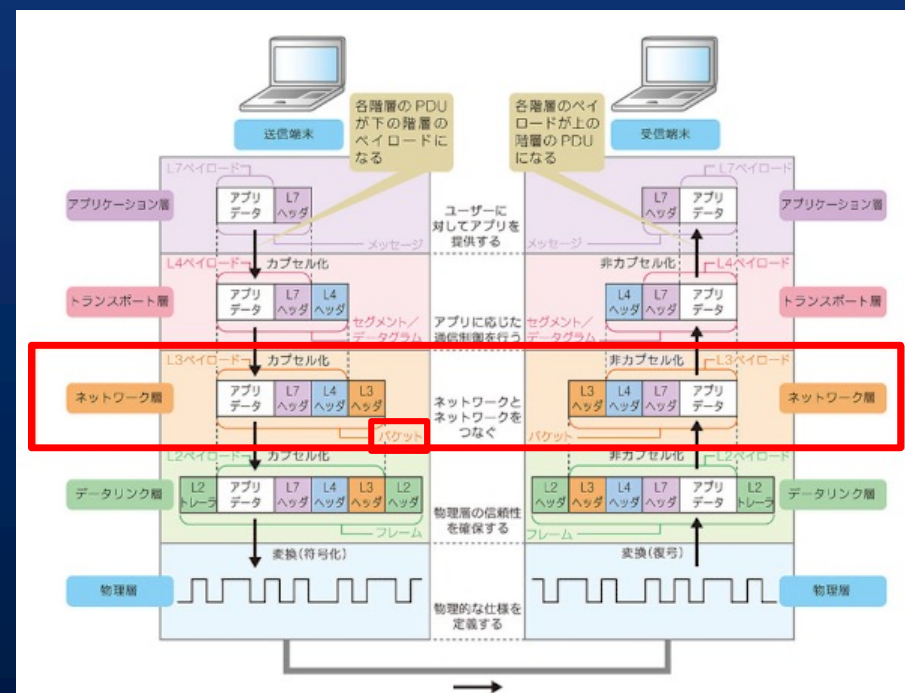 各階層の PDU
が下の階層の
ペイロードに
なる
各階層のペイ
ロードが上の
階層の PDU
になる
送信端末
受信端末
L7ペイロード
L7ペイロード
アプリケーション層
アプリ
データ
L7
ヘッダ
メッセージ
ユーザーに
対してアプリを
提供する
L7
ヘッダ
アプリ
データ
メッセージ
アプリケーション層
L4ペイロード
カプセル化
非カプセル化
L4ペイロード
トランスポート層
アプリ
データ
L7
ヘッダ
L4
ヘッダ
セグメント/
データグラム
アプリに応じた
通信制御を行う
L4
ヘッダ
L7
ヘッダ
アプリ
データ
セグメント/
データグラム
トランスポート層
L3ペイロード
カプセル化
非カプセル化
L3ペイロード
ネットワーク層
アプリ
データ
L7
ヘッダ
L4
ヘッダ
L3
ヘッダ
パケット
ネットワークと
ネットワークを
つなぐ
L3
ヘッダ
L4
ヘッダ
L7
ヘッダ
アプリ
データ
パケット
ネットワーク層
L2ペイロード
カプセル化
非カプセル化
L2ペイロード
データリンク層
L2
トレーラ
アプリ
データ
L7
ヘッダ
L4
ヘッダ
L3
ヘッダ
L2
ヘッダ
フレーム
物理層の信頼性
を確保する
L2
ヘッダ
L3
ヘッダ
L4
ヘッダ
L7
ヘッダ
アプリ
データ
L2
トレーラ
フレーム
データリンク層
変換(符号化)
変換(復号)
物理層
物理的な仕様を
定義する
物理層